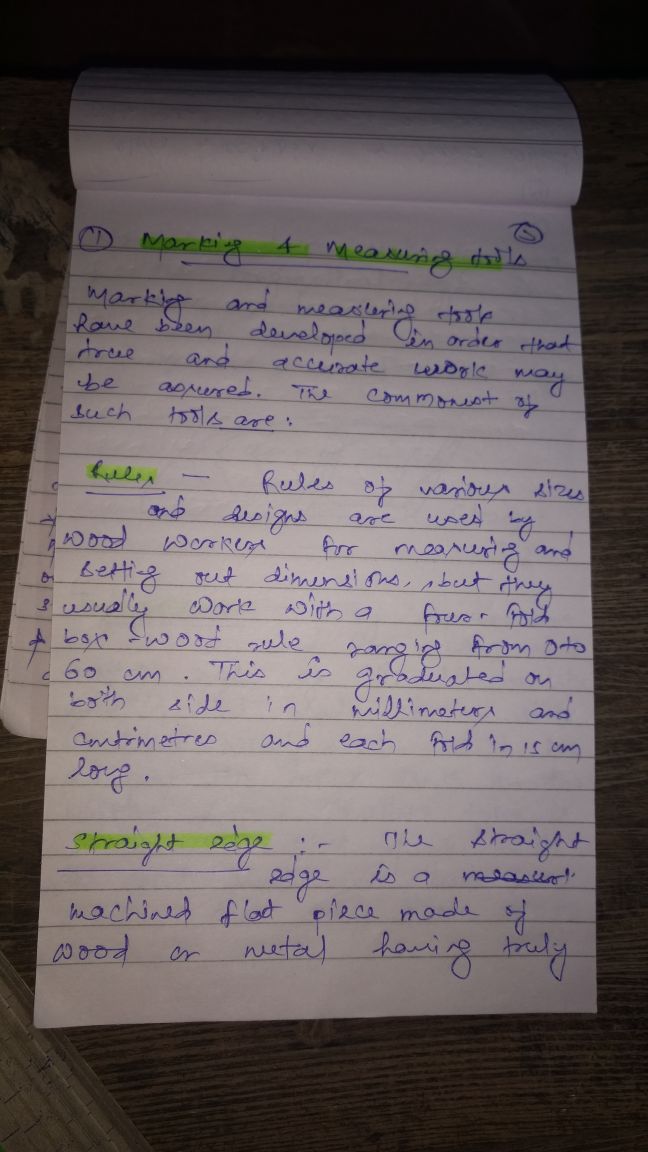 ① Marking & Measuring tools ⑤
Marking and measuring tools
have been developed in order that
true and accurate work may
be assured. The commonest of
such tools are:
Rules — Rules of various sizes
and designs are used by
wood workers for measuring and
setting out dimensions, but they
usually work with a four-fold
box-wood rule ranging from 0 to
60 cm. This is graduated on
both side in millimeters and
centimetres and each fold in 15 cm
long.
Straight edge :- The straight
edge is a
machined flat piece made of
wood or metal having truly